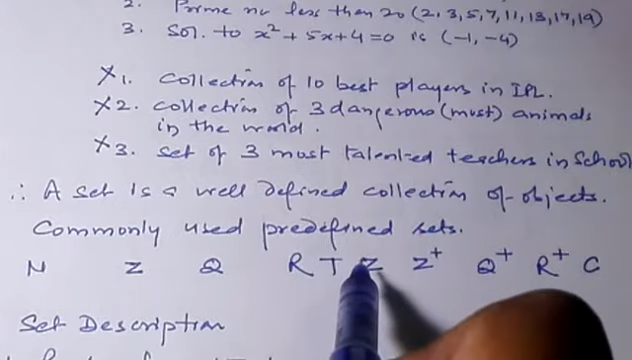 2. Prime no less than 20 (2, 3, 5, 7, 11, 13, 17, 19)
3. Sol. to x² + 5x + 4 = 0 is (-1, -4)
X1. Collection of 10 best players in IPL.
X2. collection of 3 dangerous (most) animals
in the world.
X3. set of 3 most talented teachers in School
∴ A set is a well defined collection of objects.
Commonly used predefined sets.
N Z Q R T Z Z⁺ Q⁺ R⁺ C
Set Description